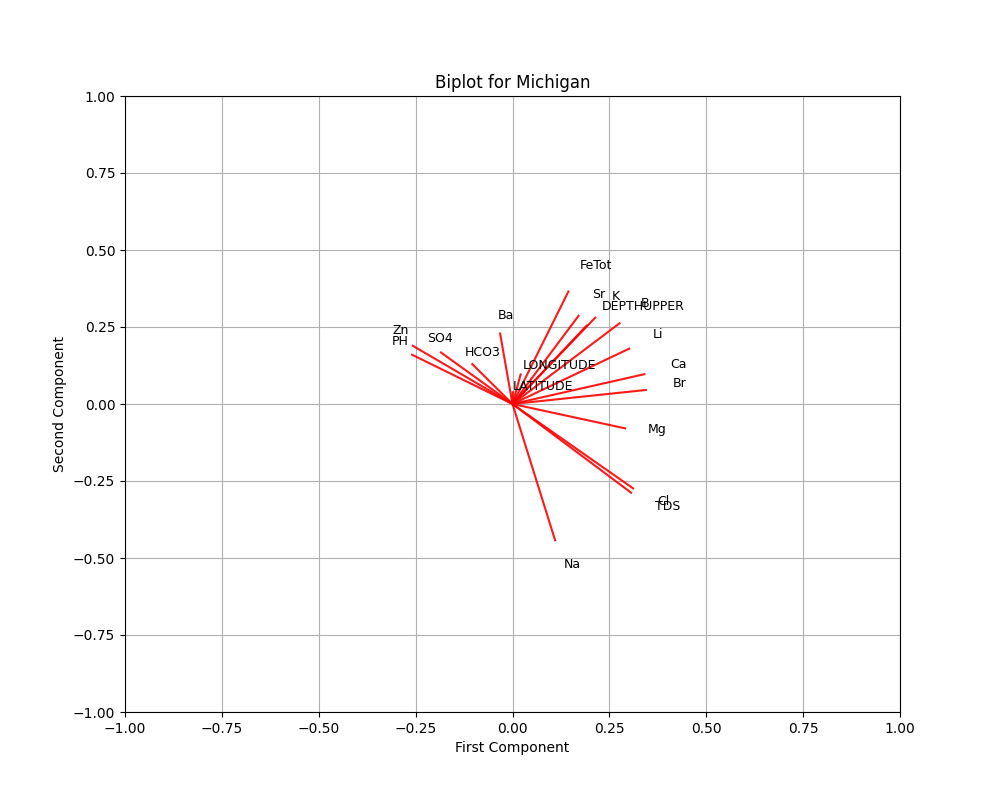 Biplot for Michigan
1.00
0.75
0.50
0.25
0.00
−0.25
−0.50
−0.75
−1.00
Second Component
FeTot
Sr
K
B
DEPTHUPPER
Ba
Zn
PH
SO4
HCO3
Li
LONGITUDE
Ca
LATITUDE
Br
Mg
Cl
TDS
Na
−1.00 −0.75 −0.50 −0.25 0.00 0.25 0.50 0.75 1.00
First Component